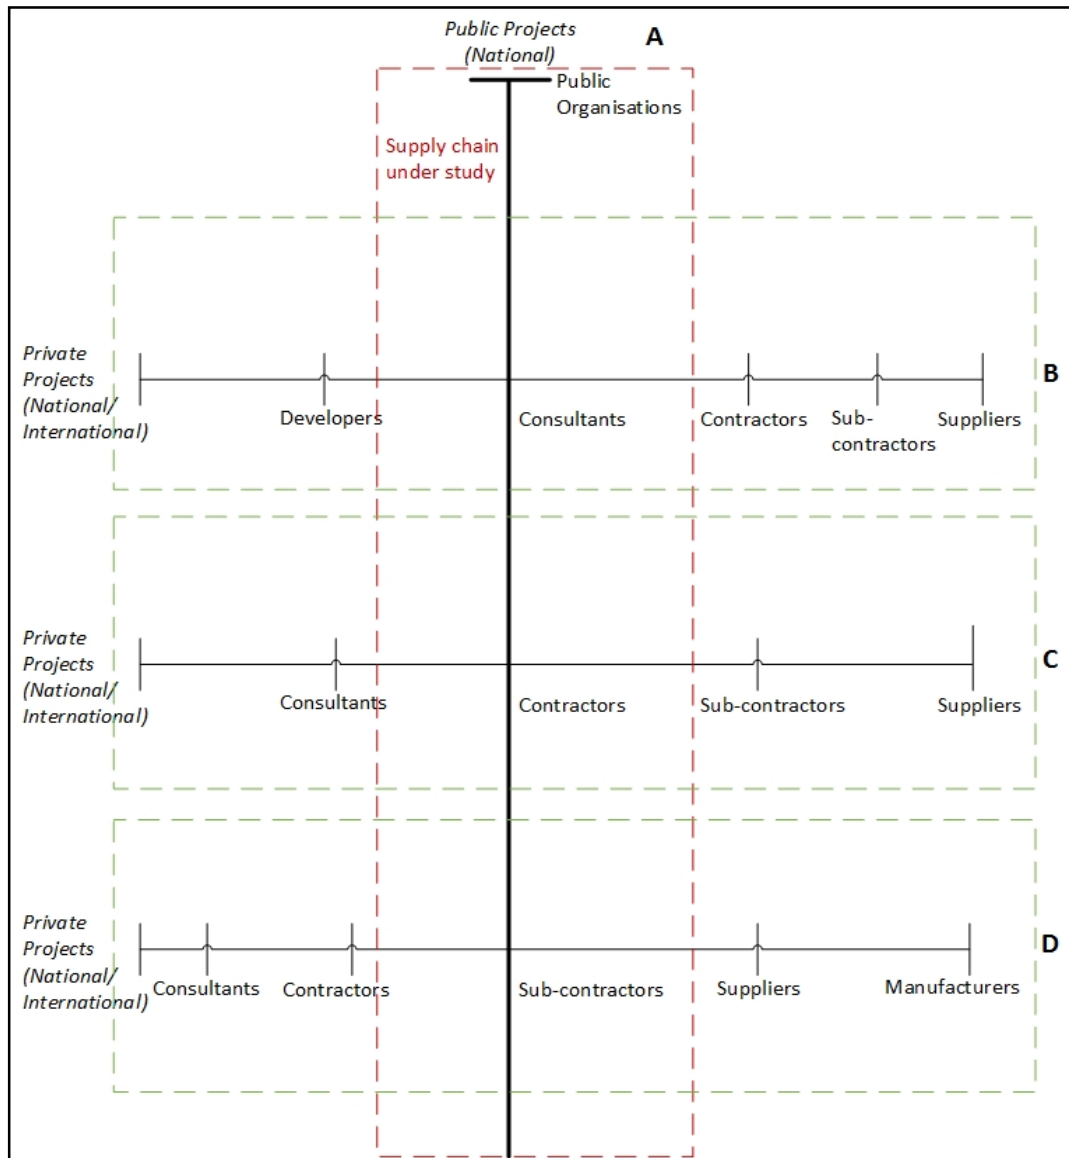 Public Projects
(National)
A
Public
Organisations
Supply chain
under study
Private
Projects
(National/
International)
B
Developers
Consultants
Contractors
Sub-
contractors
Suppliers
Private
Projects
(National/
International)
C
Consultants
Contractors
Sub-contractors
Suppliers
Private
Projects
(National/
International)
D
Consultants
Contractors
Sub-contractors
Suppliers
Manufacturers